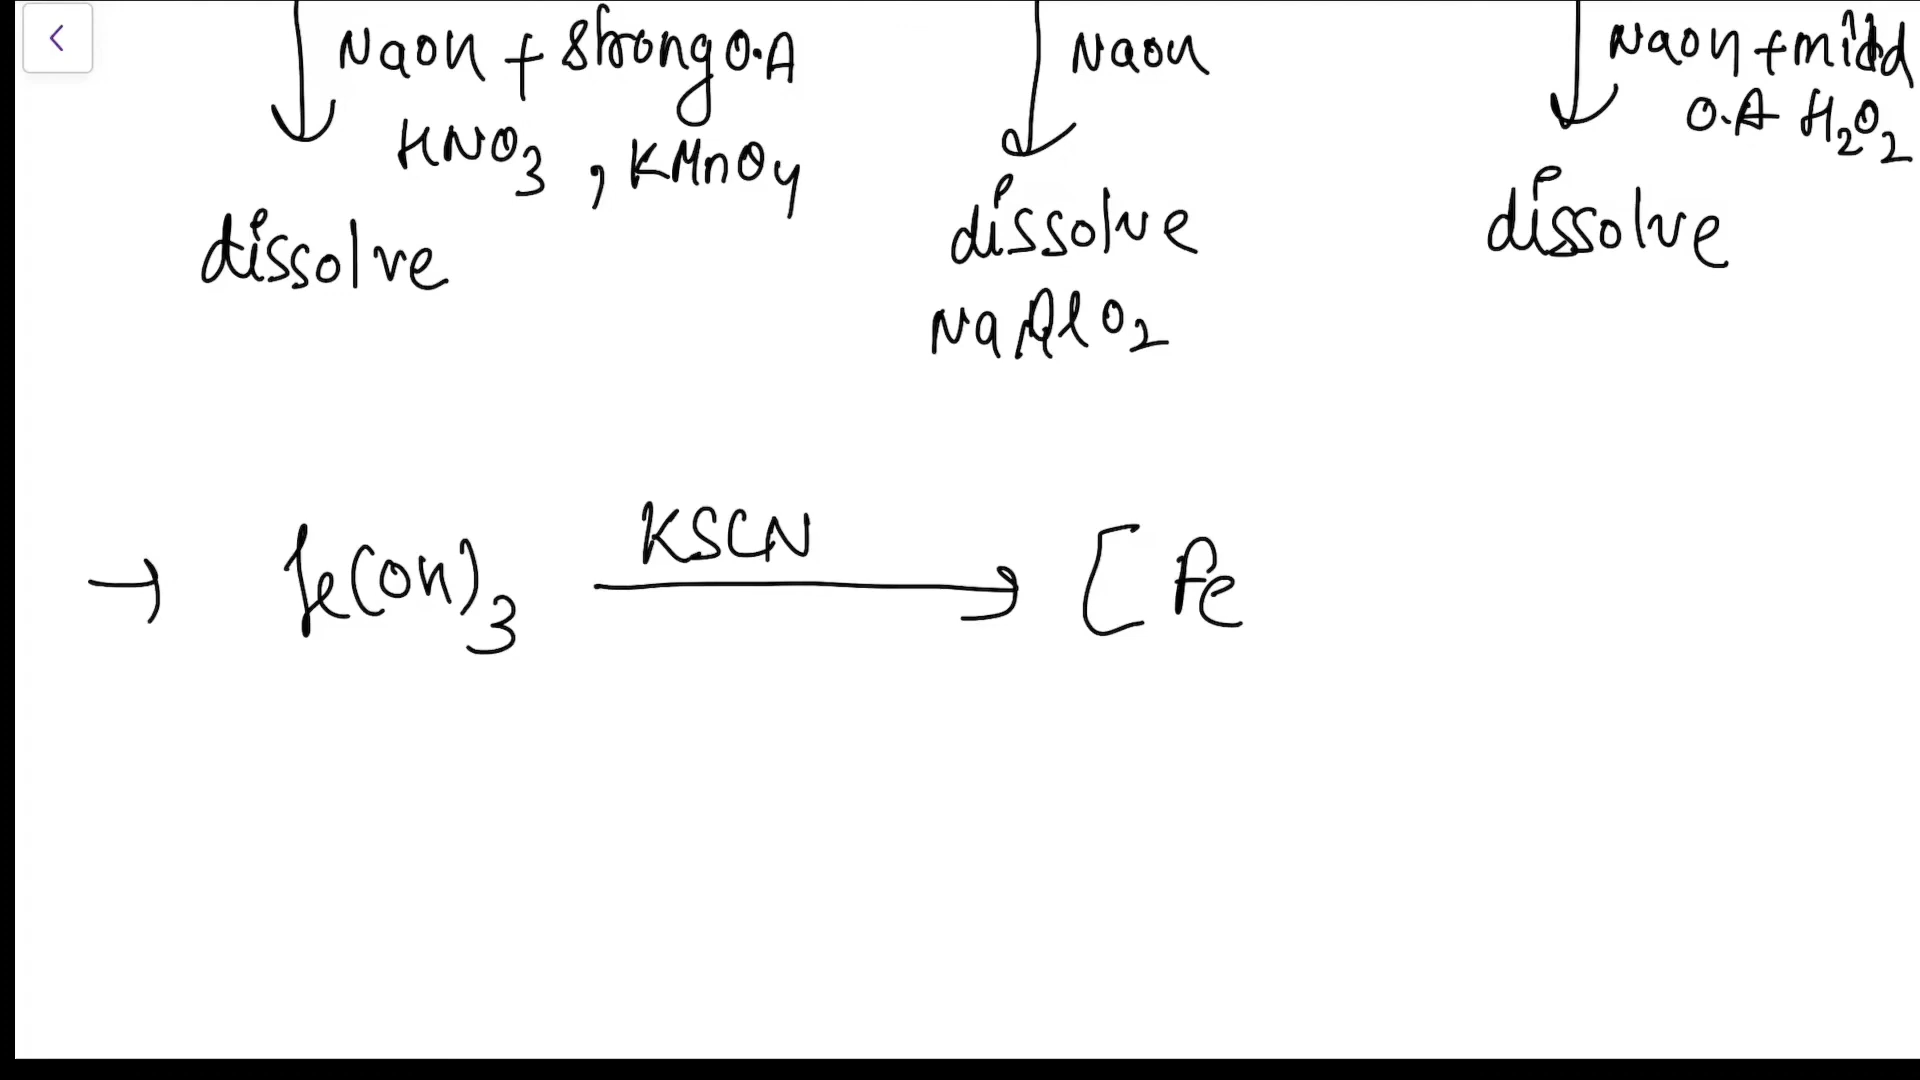 NaOH + Strong O.A
HNO3 , KMnO4
dissolve
NaOH
dissolve
NaAlO2
NaOH + mild
O.A H2O2
dissolve
→ Fe(OH)3 KSCN → [ Fe